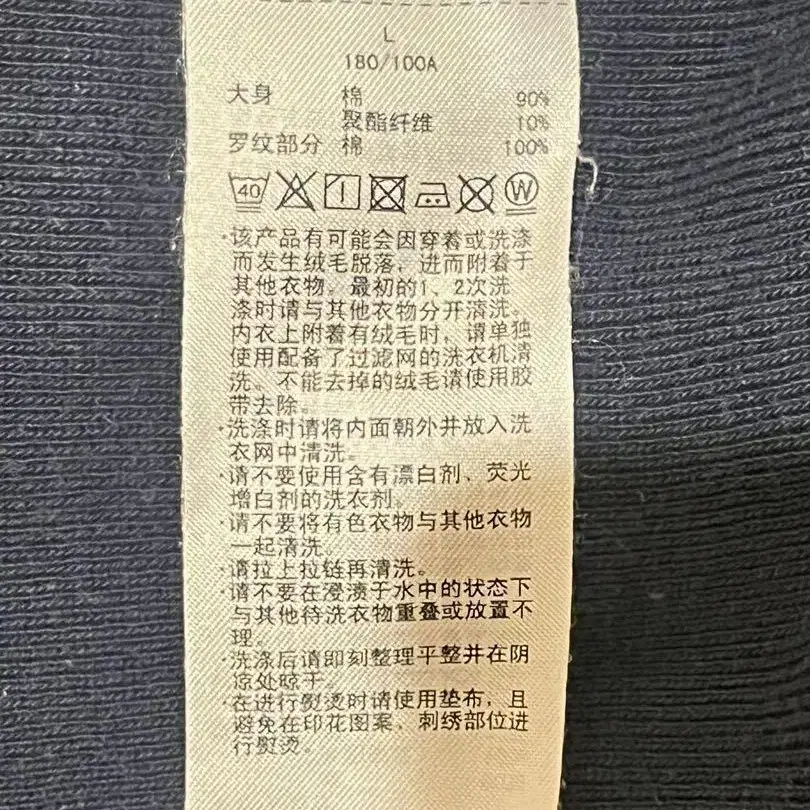 L
180/100A
大身 棉 90%
聚酯纤维 10%
罗纹部分 棉 100%
40 W
·该产品有可能会因穿着或洗涤
而发生绒毛脱落，进而附着于
其他衣物。最初的1、2次洗
涤时请与其他衣物分开清洗。
内衣上附着有绒毛时，请单独
使用配备了过滤网的洗衣机清
洗。不能去掉的绒毛请使用胶
带去除。
·洗涤时请将内面朝外并放入洗
衣网中清洗。
·请不要使用含有漂白剂、荧光
增白剂的洗衣剂。
·请不要将有色衣物与其他衣物
一起清洗。
·请拉上拉链再清洗。
·请不要在浸渍于水中的状态下
与其他待洗衣物重叠或放置不
理。
·洗涤后请即刻整理平整并在阴
凉处晾干。
·在进行熨烫时请使用垫布，且
避免在印花图案、刺绣部位进
行熨烫。